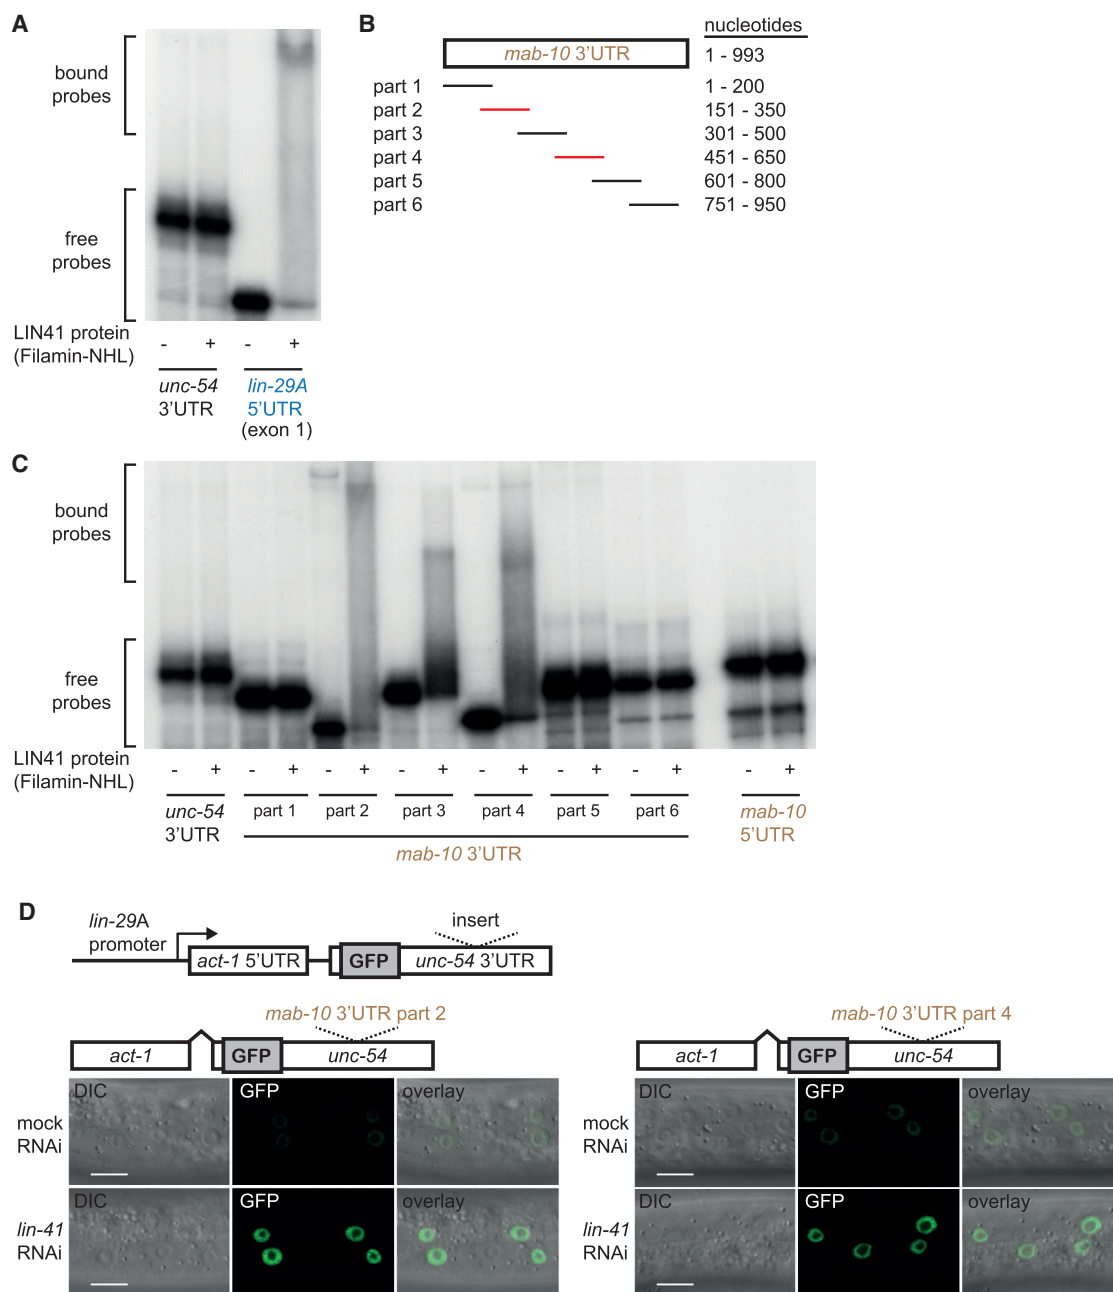 A
bound
probes
free
probes
LIN41 protein
(Filamin-NHL)
- + - +
unc-54
3'UTR
lin-29A
5'UTR
(exon 1)
B
nucleotides
mab-10 3'UTR 1 - 993
part 1 1 - 200
part 2 151 - 350
part 3 301 - 500
part 4 451 - 650
part 5 601 - 800
part 6 751 - 950
C
bound
probes
free
probes
LIN41 protein
(Filamin-NHL)
- + - + - + - + - + - + - + - +
unc-54
3'UTR
part 1 part 2 part 3 part 4 part 5 part 6
mab-10 3'UTR
mab-10
5'UTR
D
lin-29A
promoter
insert
act-1 5'UTR GFP unc-54 3'UTR
mab-10 3'UTR part 2
act-1 GFP unc-54
mock
RNAi
DIC GFP overlay
lin-41
RNAi
DIC GFP overlay
mab-10 3'UTR part 4
act-1 GFP unc-54
mock
RNAi
DIC GFP overlay
lin-41
RNAi
DIC GFP overlay